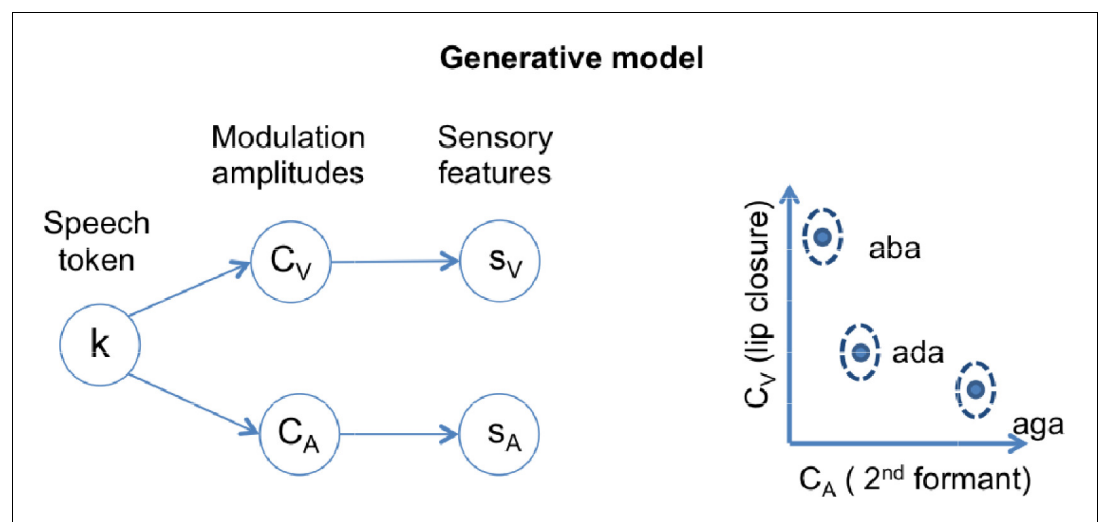 Generative model
Modulation
amplitudes
Sensory
features
Speech
token
k
C_V
s_V
C_A
s_A
C_V (lip closure)
aba
ada
aga
C_A ( 2nd formant)